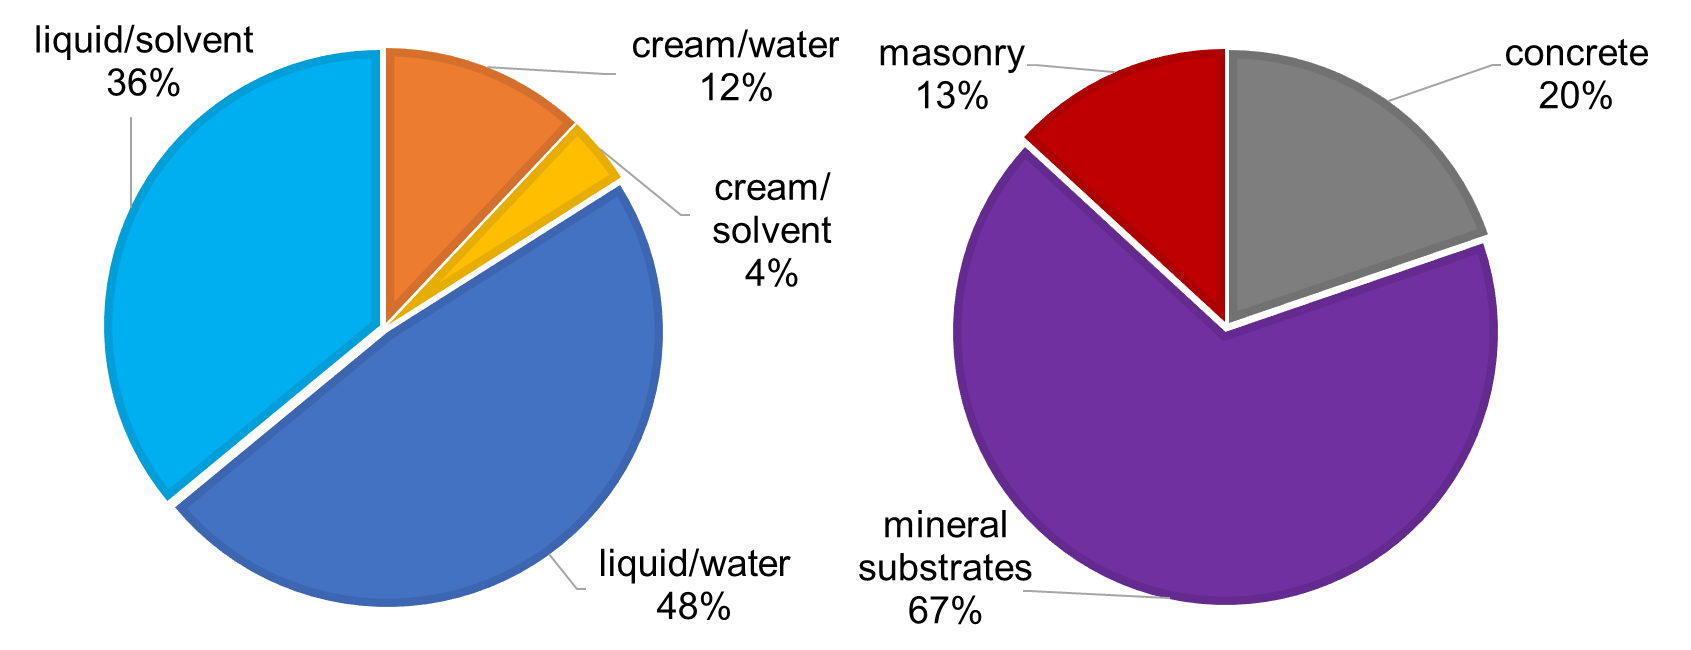 liquid/solvent
36%
cream/water
12%
cream/
solvent
4%
liquid/water
48%
masonry
13%
concrete
20%
mineral
substrates
67%